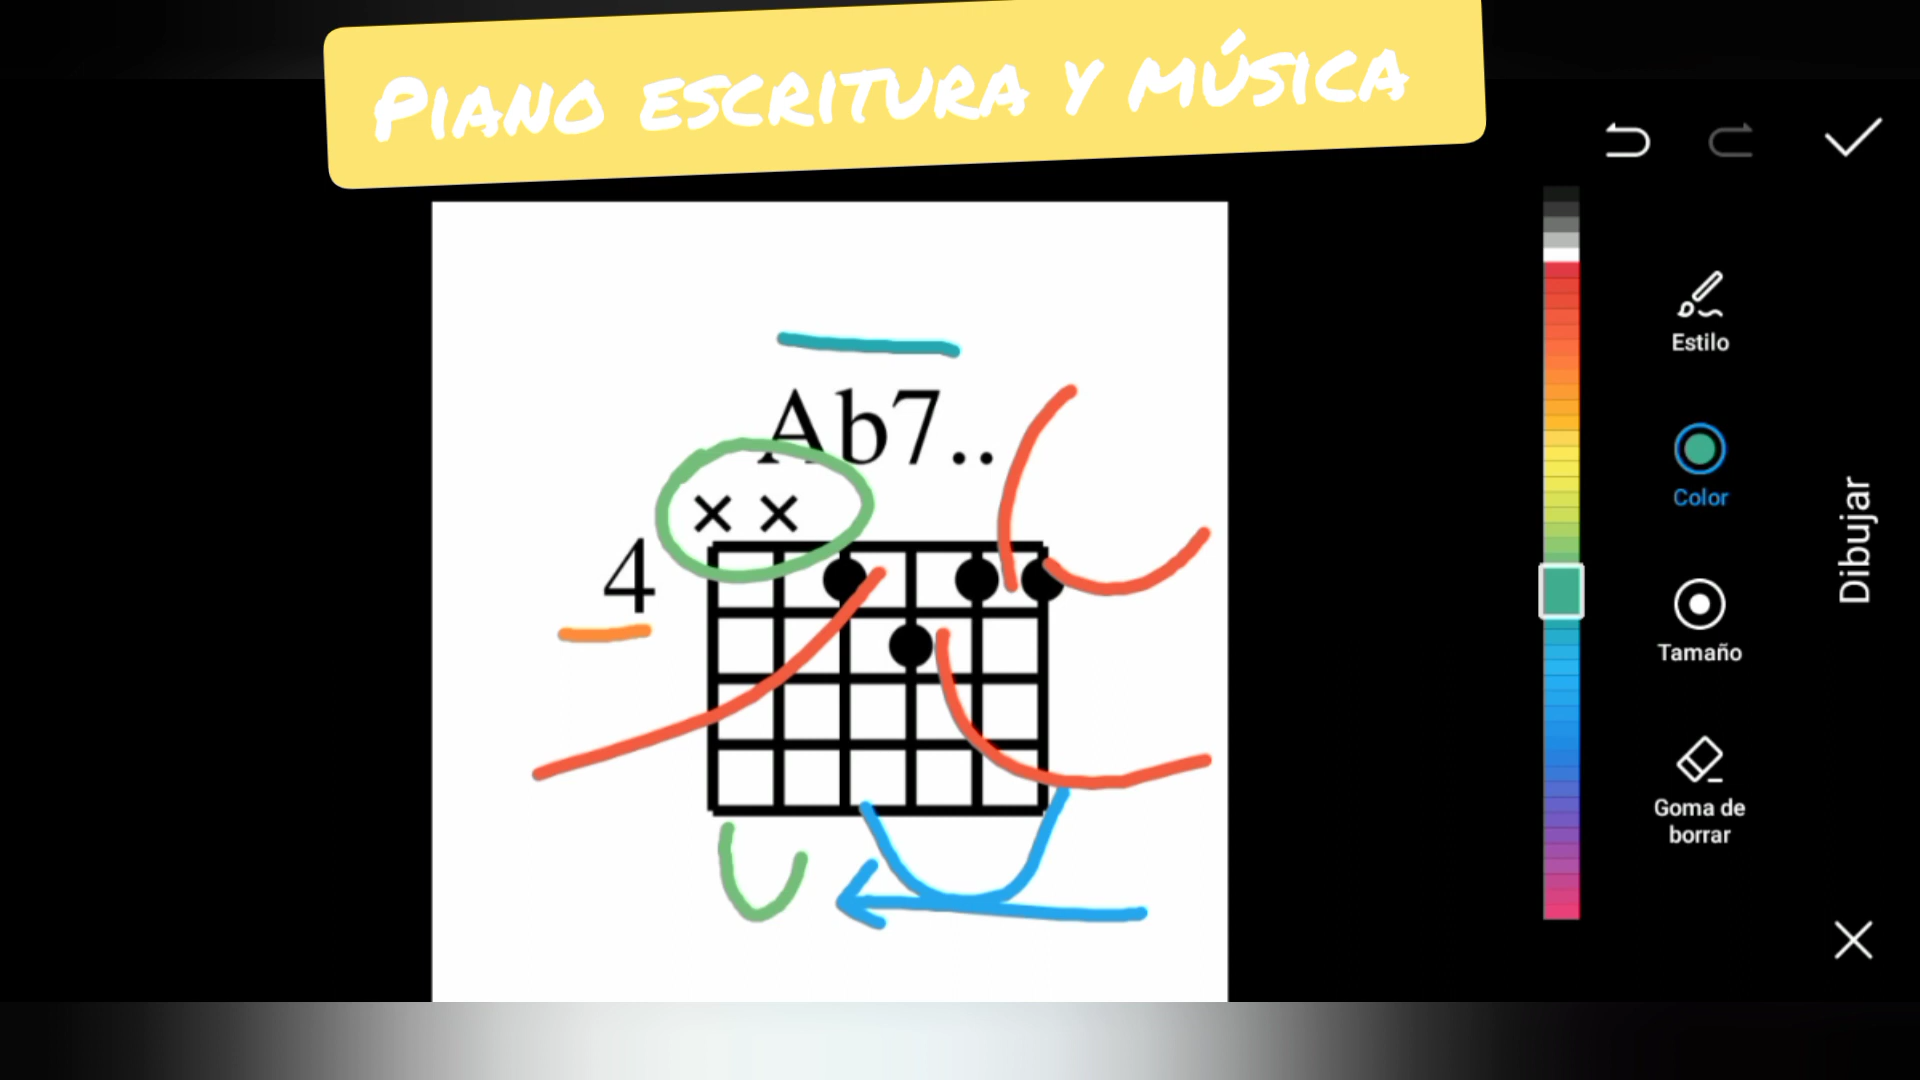 Piano escritura y música
Ab7..
× ×
4
Estilo
Color
Tamaño
Goma de
borrar
Dibujar